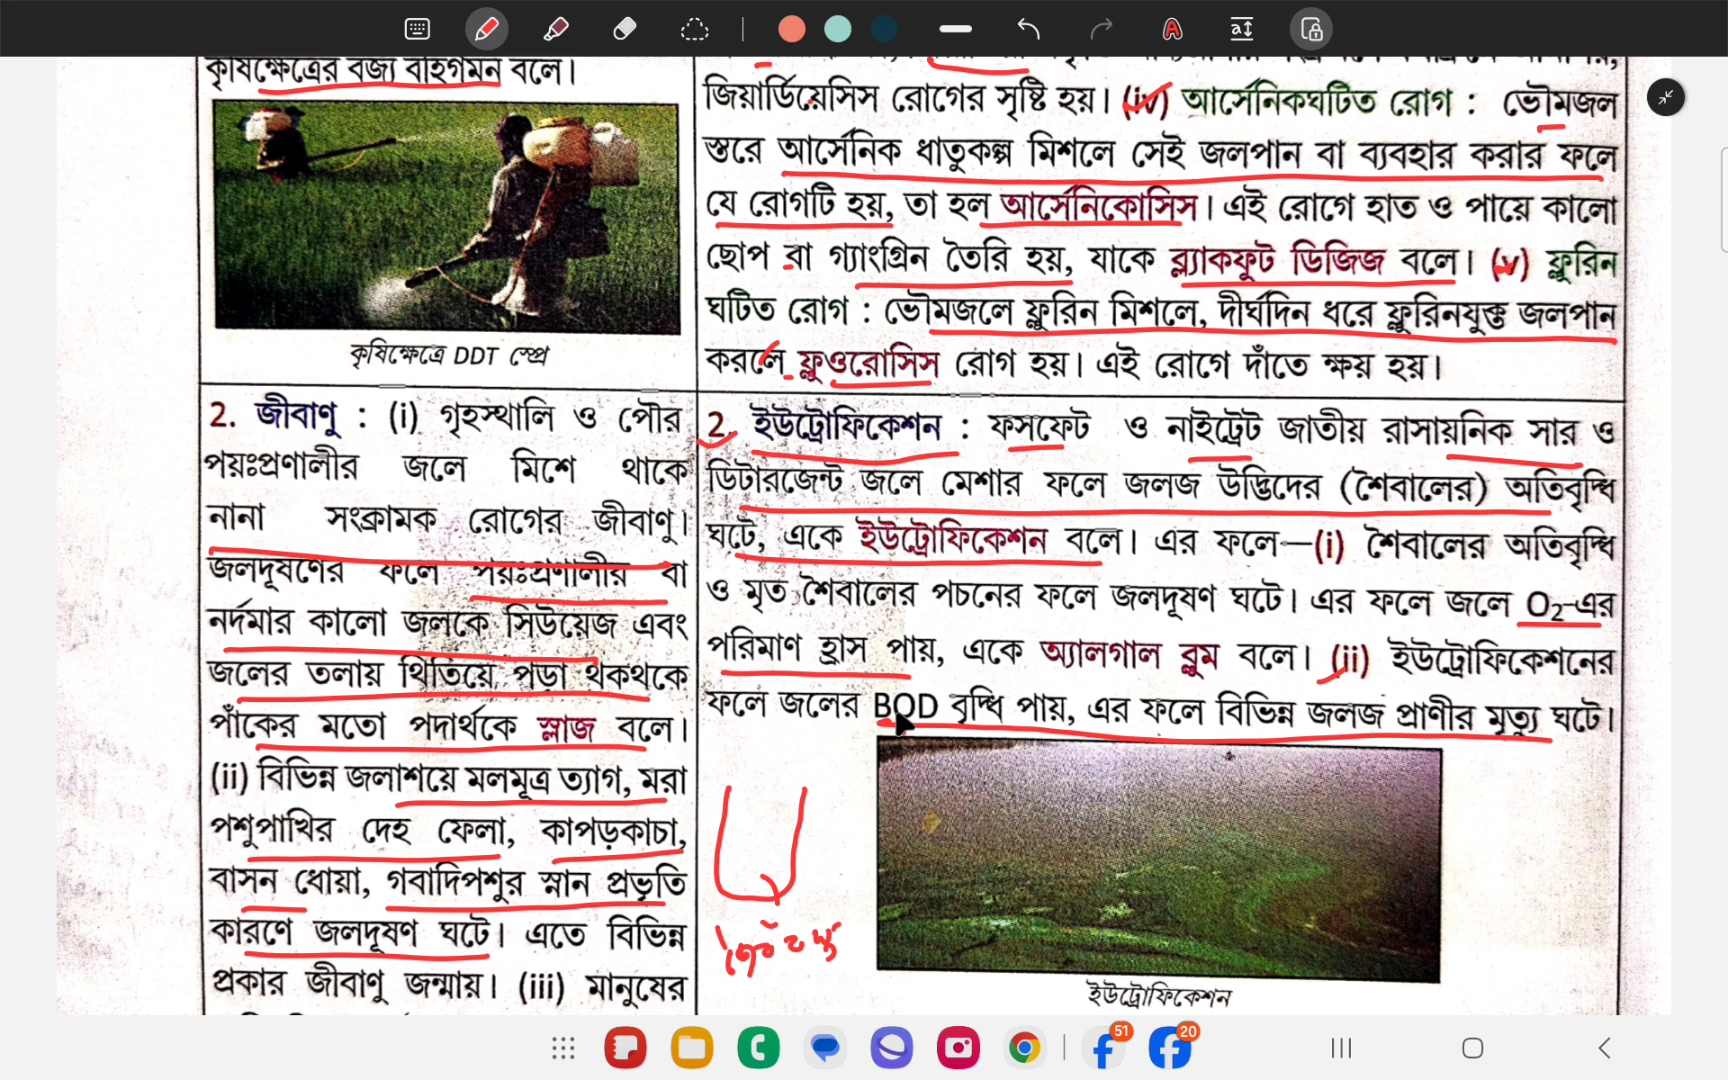 কৃষিক্ষেত্রের বর্জ্য বহির্গমন বলে।
কৃষিক্ষেত্রে DDT স্প্রে
2. জীবাণু : (i) গৃহস্থালি ও পৌর
পয়ঃপ্রণালীর জলে মিশে থাকে
নানা সংক্রামক রোগের জীবাণু।
জলদূষণের ফলে পয়ঃপ্রণালীর বা
নর্দমার কালো জলকে সিউয়েজ এবং
জলের তলায় থিতিয়ে পড়া থকথকে
পাঁকের মতো পদার্থকে স্লাজ বলে।
(ii) বিভিন্ন জলাশয়ে মলমূত্র ত্যাগ, মরা
পশুপাখির দেহ ফেলা, কাপড়কাচা,
বাসন ধোয়া, গবাদিপশুর স্নান প্রভৃতি
কারণে জলদূষণ ঘটে। এতে বিভিন্ন
প্রকার জীবাণু জন্মায়। (iii) মানুষের
জিয়ার্ডিয়েসিস রোগের সৃষ্টি হয়। (iv) আর্সেনিকঘটিত রোগ : ভৌমজল
স্তরে আর্সেনিক ধাতুকল্প মিশলে সেই জলপান বা ব্যবহার করার ফলে
যে রোগটি হয়, তা হল আর্সেনিকোসিস। এই রোগে হাত ও পায়ে কালো
ছোপ বা গ্যাংগ্রিন তৈরি হয়, যাকে ব্ল্যাকফুট ডিজিজ বলে। (v) ফ্লুরিন
ঘটিত রোগ : ভৌমজলে ফ্লুরিন মিশলে, দীর্ঘদিন ধরে ফ্লুরিনযুক্ত জলপান
করলে ফ্লুওরোসিস রোগ হয়। এই রোগে দাঁতে ক্ষয় হয়।
2. ইউট্রোফিকেশন : ফসফেট ও নাইট্রেট জাতীয় রাসায়নিক সার ও
ডিটারজেন্ট জলে মেশার ফলে জলজ উদ্ভিদের (শৈবালের) অতিবৃদ্ধি
ঘটে, একে ইউট্রোফিকেশন বলে। এর ফলে—(i) শৈবালের অতিবৃদ্ধি
ও মৃত শৈবালের পচনের ফলে জলদূষণ ঘটে। এর ফলে জলে O₂-এর
পরিমাণ হ্রাস পায়, একে অ্যালগাল ব্লুম বলে। (ii) ইউট্রোফিকেশনের
ফলে জলের BOD বৃদ্ধি পায়, এর ফলে বিভিন্ন জলজ প্রাণীর মৃত্যু ঘটে।
ইউট্রোফিকেশন
51
20